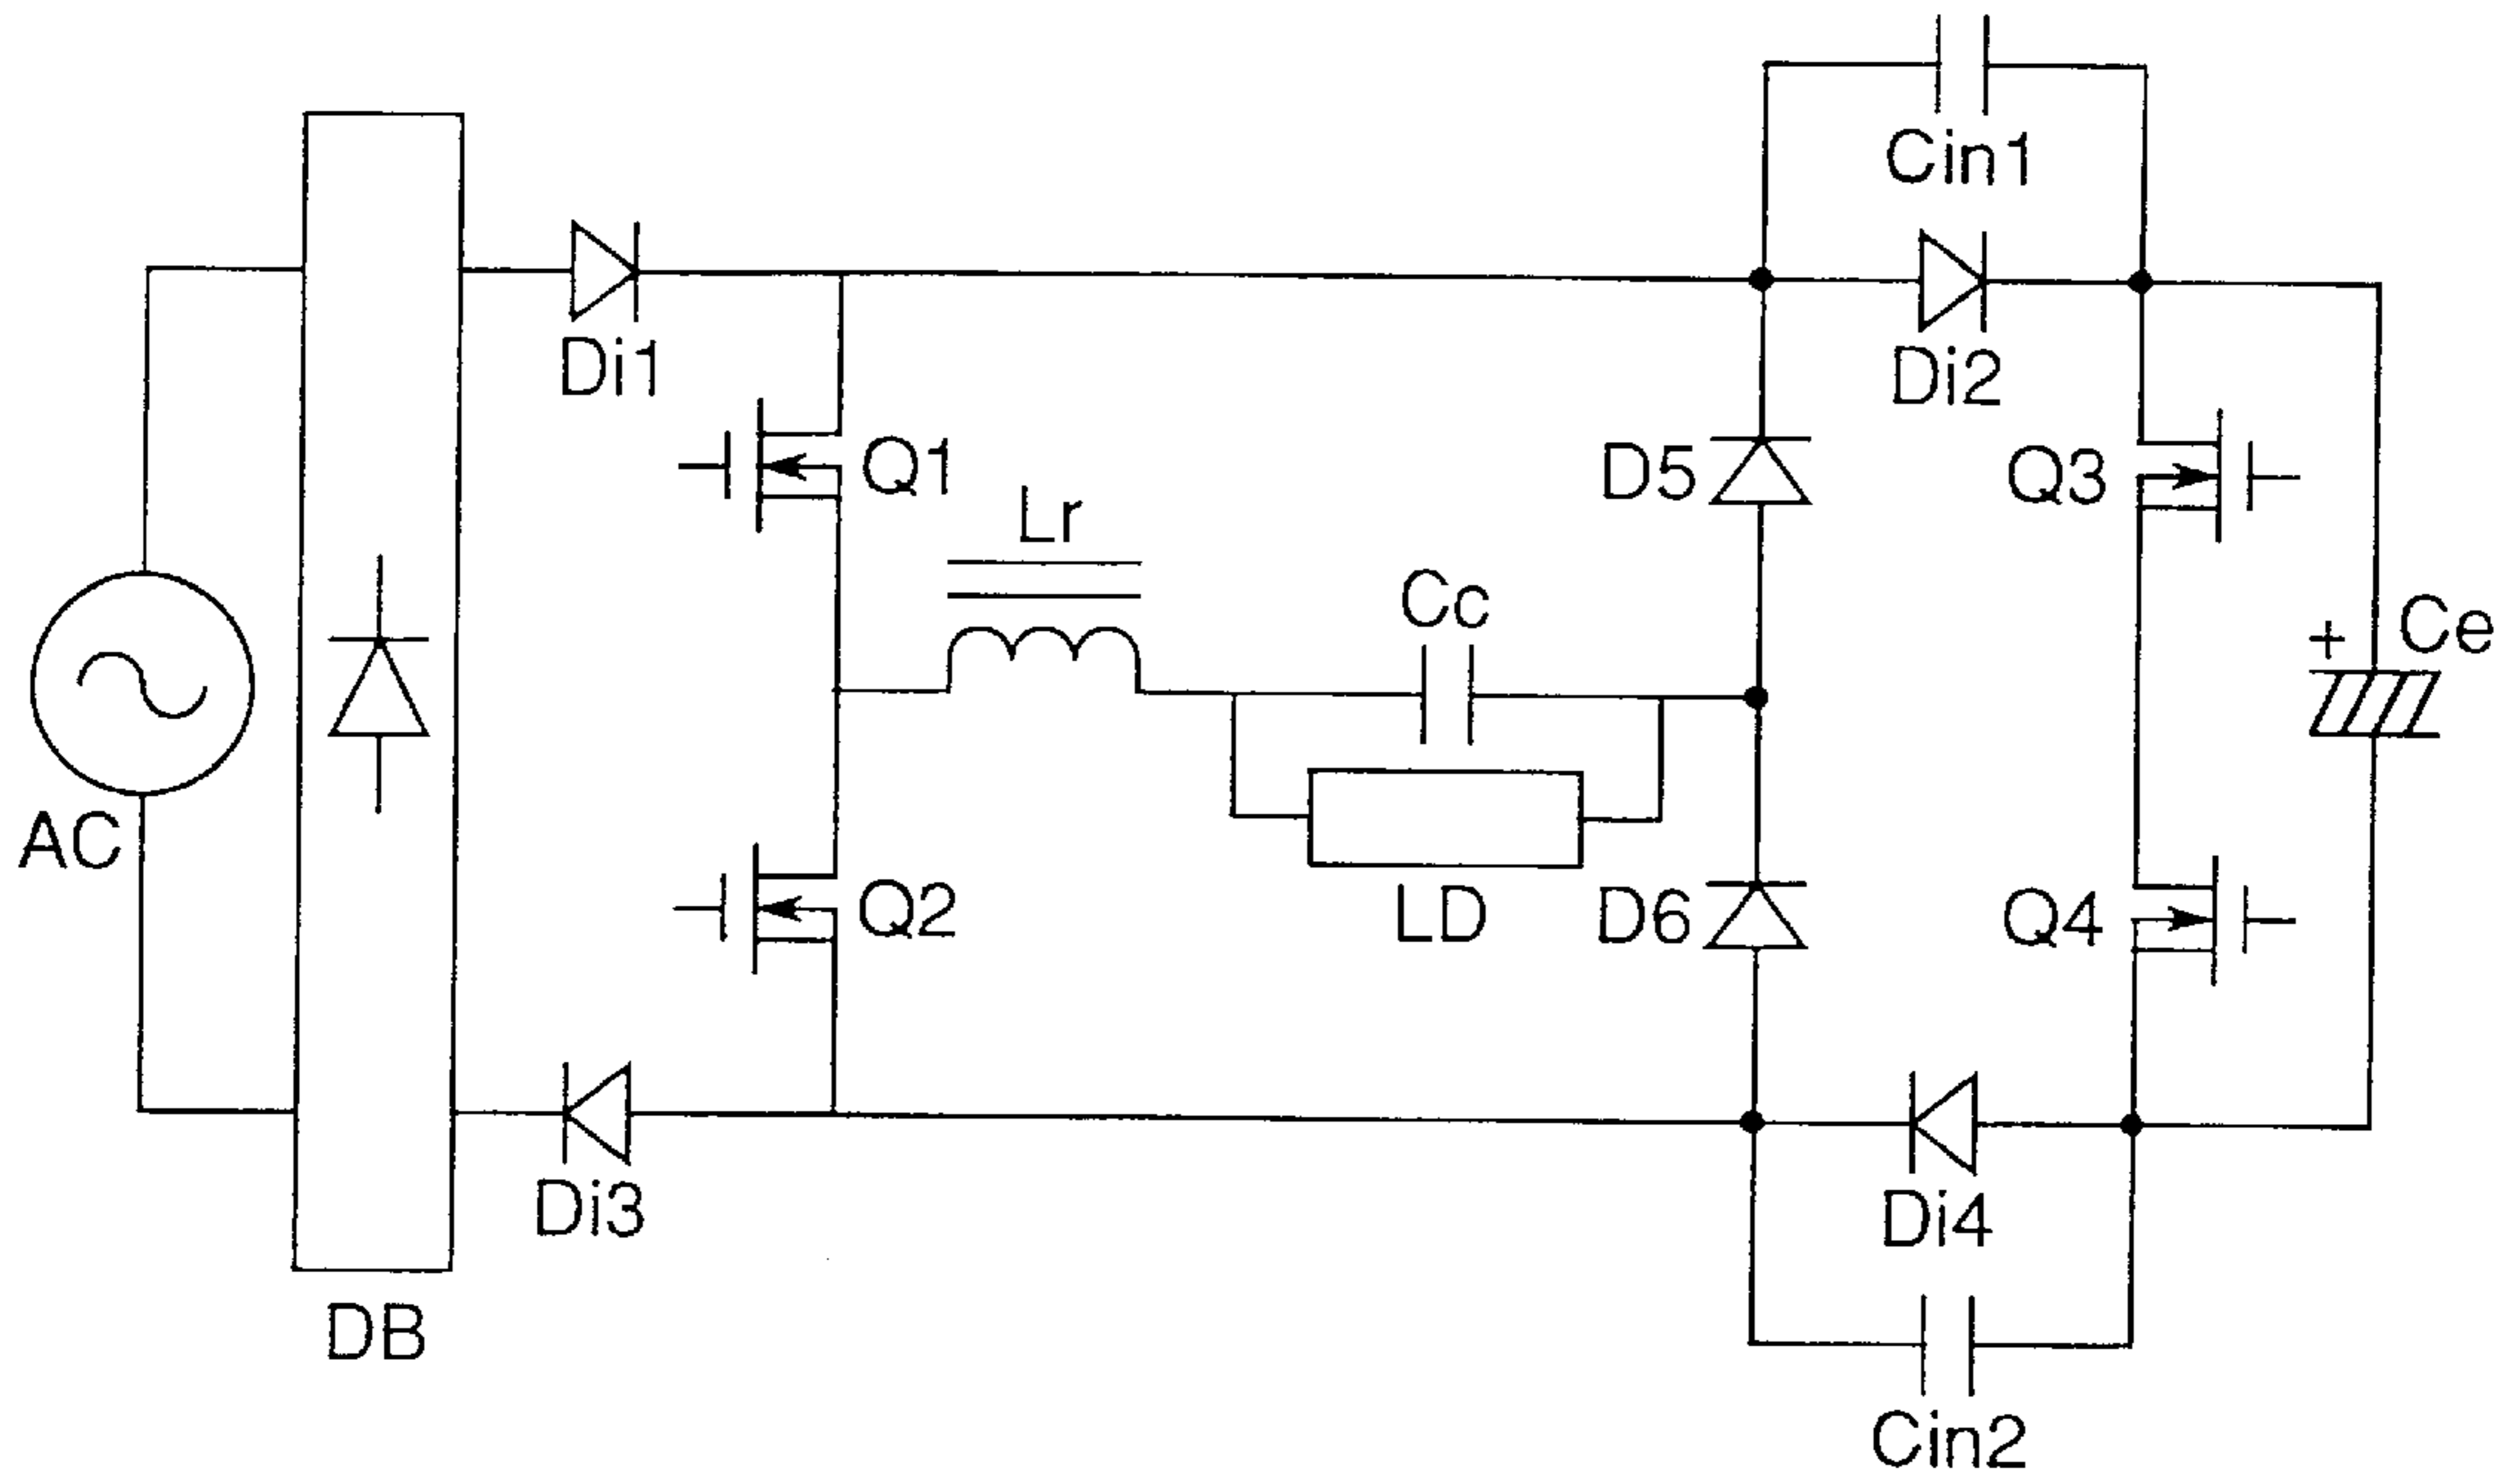 Cin1
Di1
Di2
Q1
D5
Q3
Lr
Cc
+
Ce
AC
Q2
LD
D6
Q4
Di3
Di4
DB
Cin2